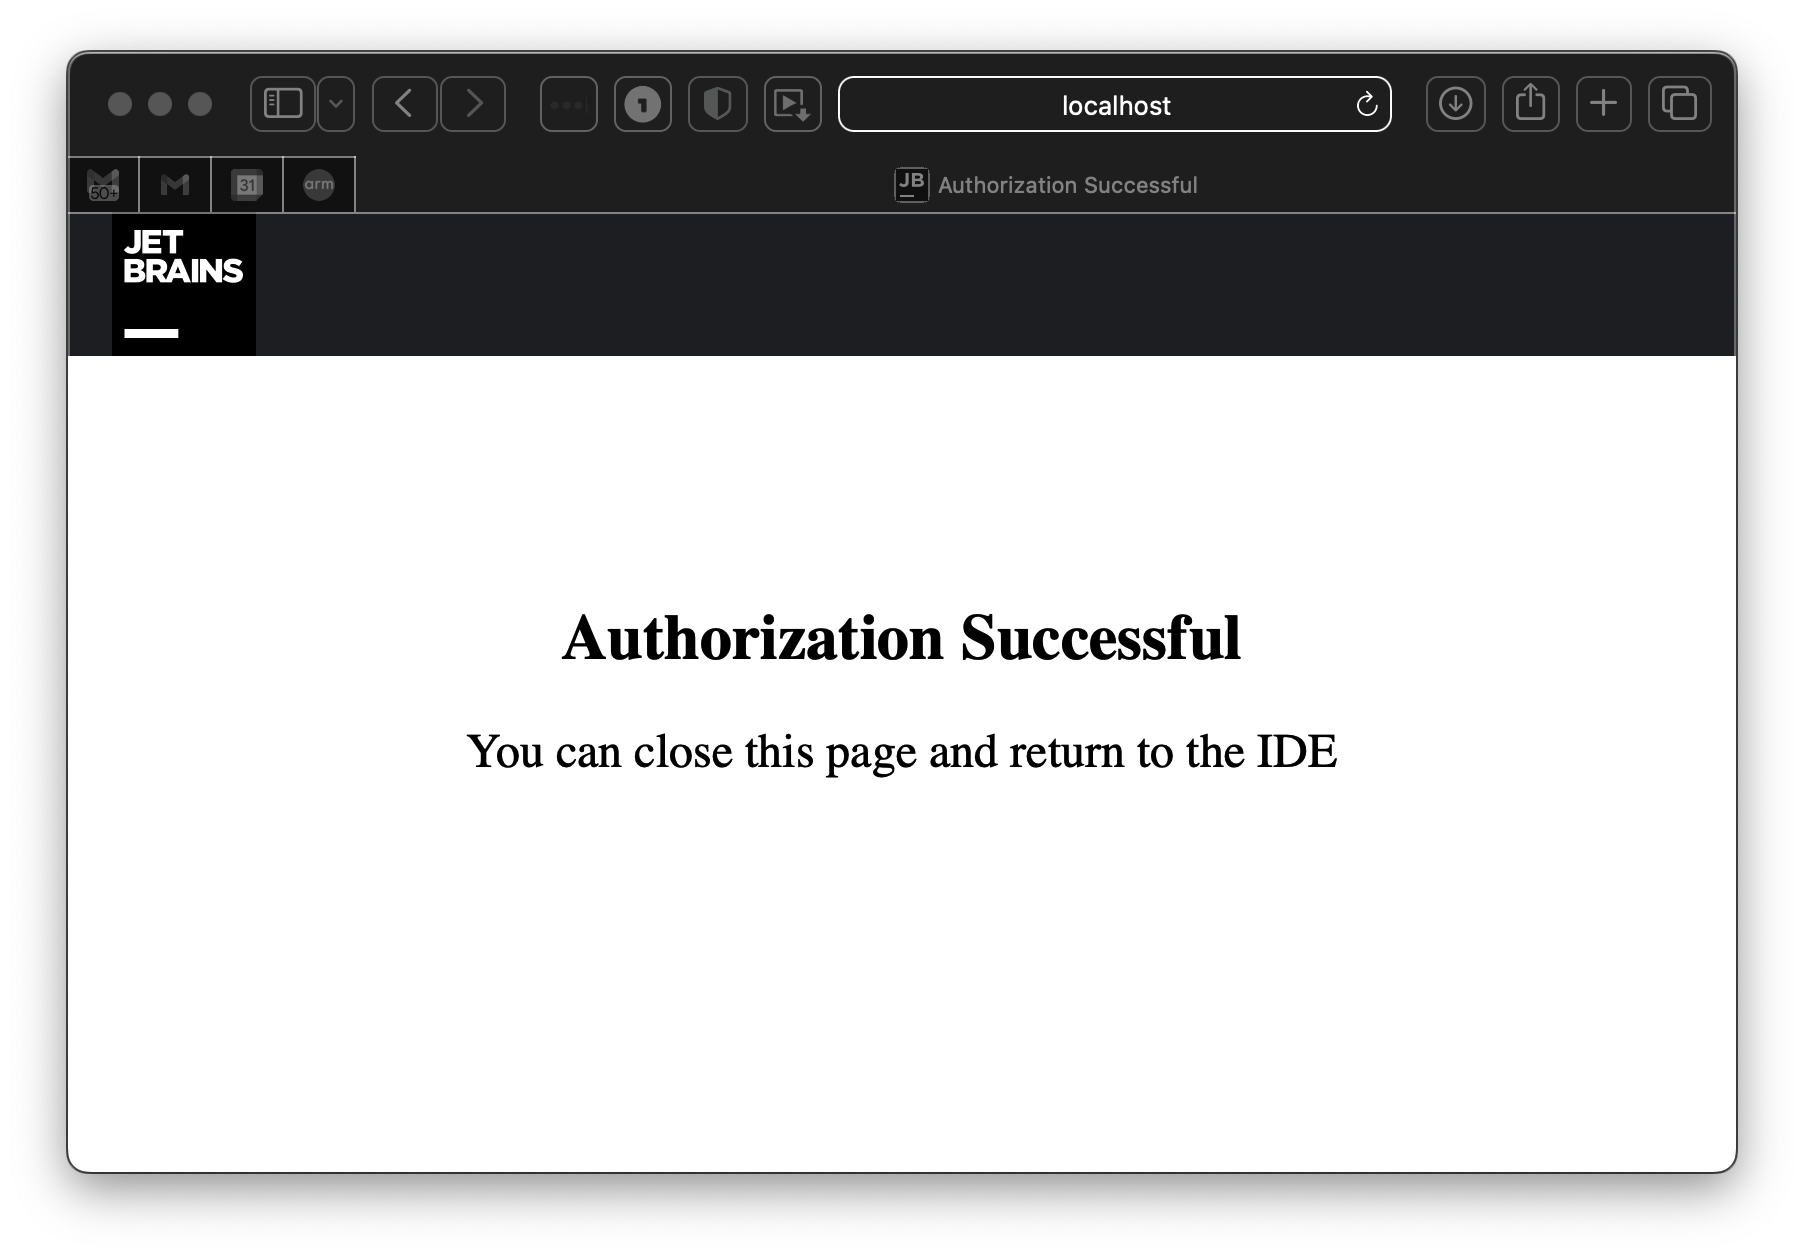 localhost
50+
31
arm
JB
Authorization Successful
JET
BRAINS
Authorization Successful
You can close this page and return to the IDE